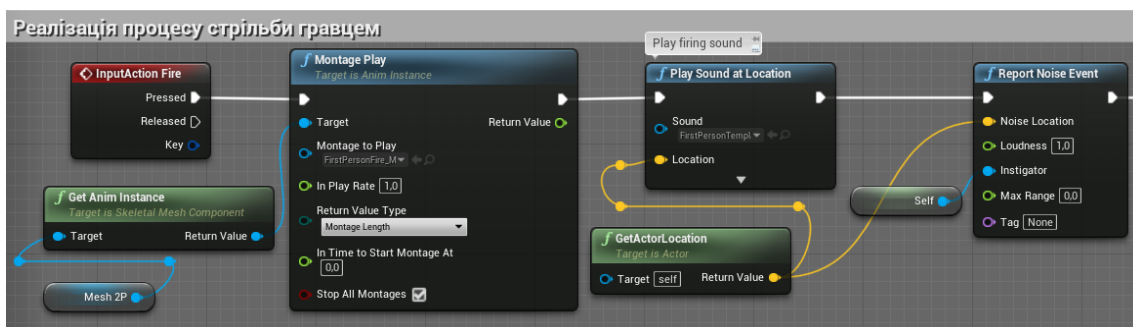 Реалізація процесу стрільби гравцем
InputAction Fire
Pressed
Released
Key
f Get Anim Instance
Target is Skeletal Mesh Component
Target
Return Value
Mesh 2P
f Montage Play
Target is Anim Instance
Target
Return Value
Montage to Play
FirstPersonFire_M
In Play Rate 1,0
Return Value Type
Montage Length
In Time to Start Montage At
0,0
Stop All Montages
Play firing sound
f Play Sound at Location
Sound
FirstPersonTempl
Location
f GetActorLocation
Target is Actor
Target self
Return Value
Self
f Report Noise Event
Noise Location
Loudness 1,0
Instigator
Max Range 0,0
Tag None